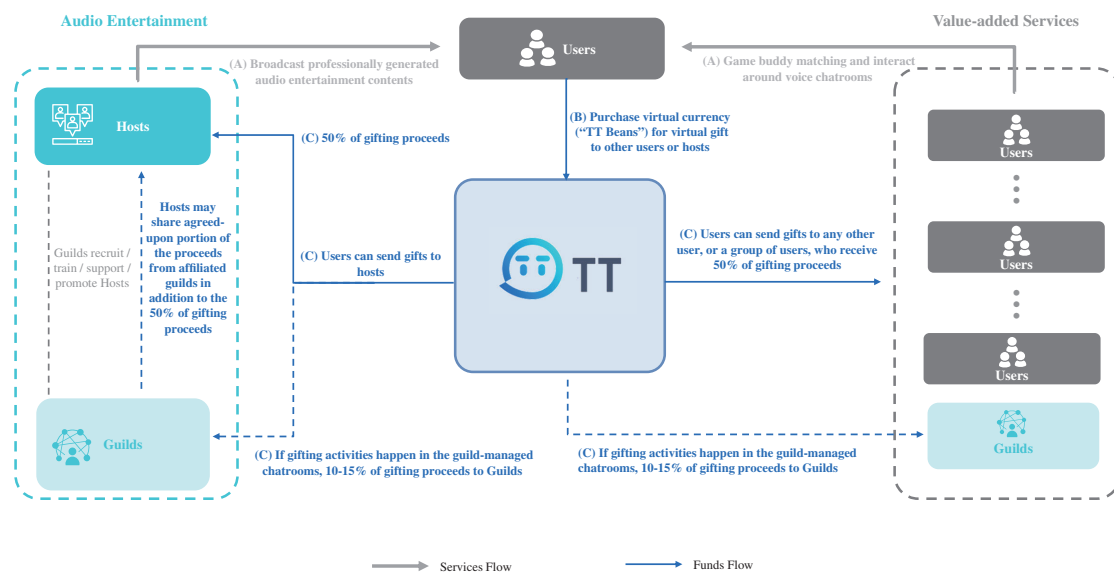 Audio Entertainment
Value-added Services
Users
(A) Broadcast professionally generated
audio entertainment contents
(A) Game buddy matching and interact
around voice chatrooms
Hosts
(C) 50% of gifting proceeds
(B) Purchase virtual currency
(“TT Beans”) for virtual gift
to other users or hosts
Users
Guilds recruit /
train / support /
promote Hosts
Hosts may
share agreed-
upon portion of
the proceeds
from affiliated
guilds in
addition to the
50% of gifting
proceeds
(C) Users can send gifts to
hosts
TT
(C) Users can send gifts to any other
user, or a group of users, who receive
50% of gifting proceeds
Users
Users
Guilds
(C) If gifting activities happen in the guild-managed
chatrooms, 10-15% of gifting proceeds to Guilds
(C) If gifting activities happen in the guild-managed
chatrooms, 10-15% of gifting proceeds to Guilds
Guilds
Services Flow
Funds Flow